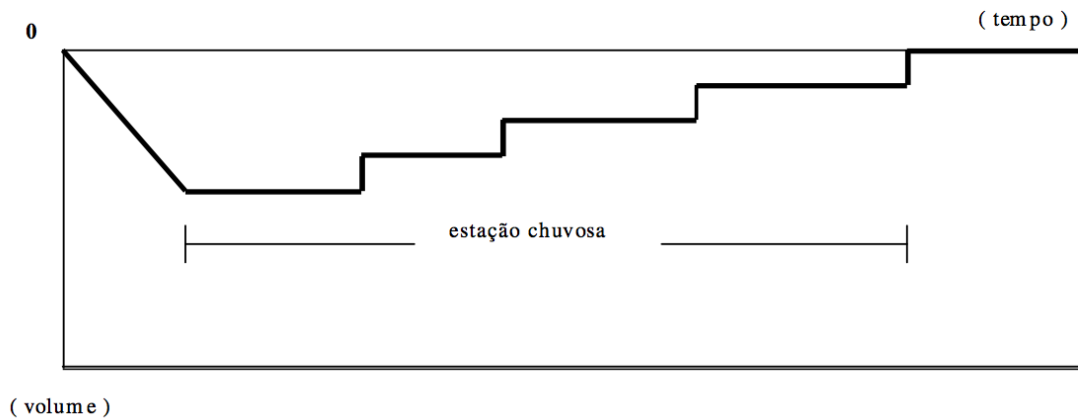 ( tempo )
0
estação chuvosa
( volume )